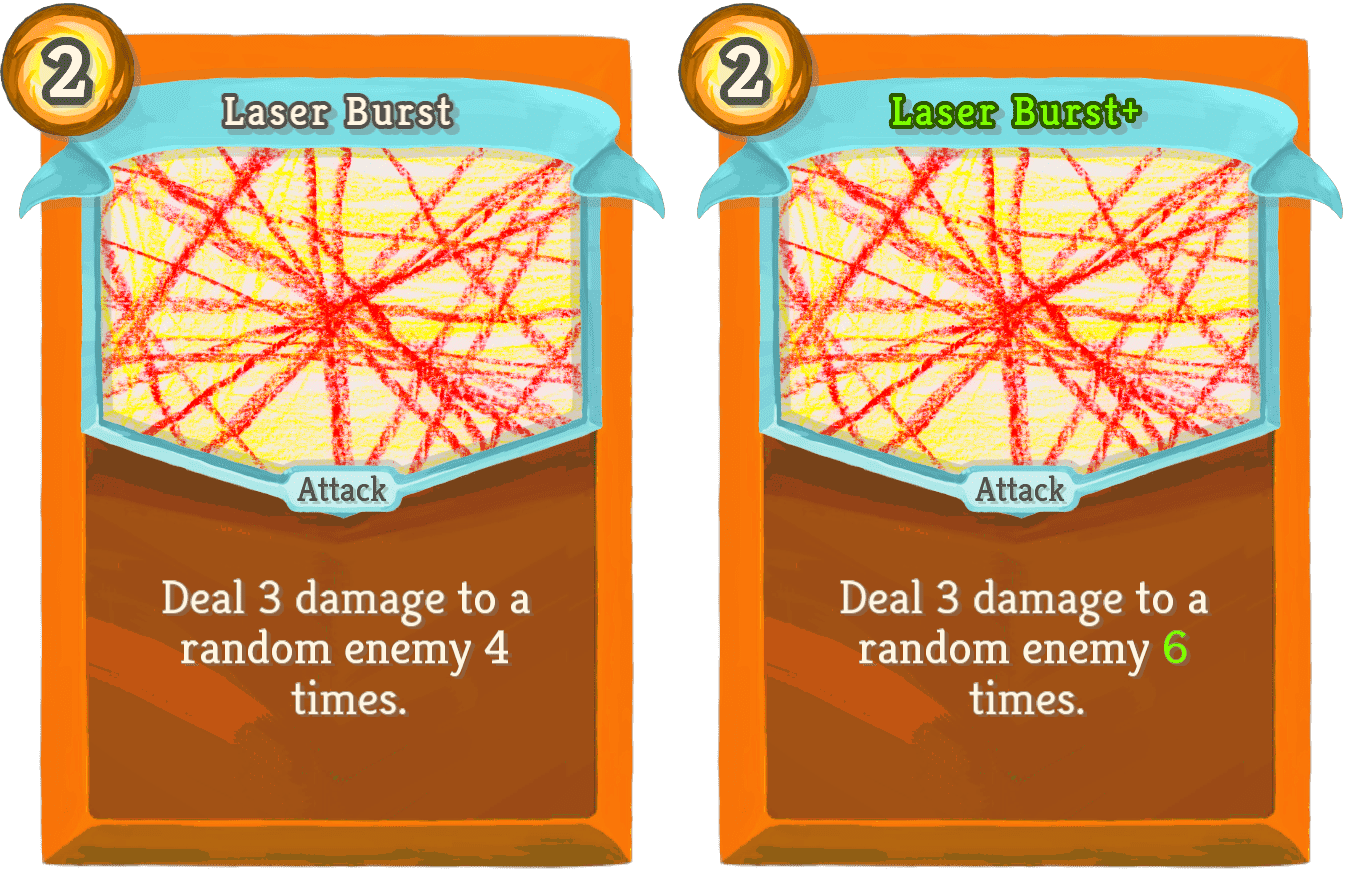 2
Laser Burst
Attack
Deal 3 damage to a
random enemy 4
times.
2
Laser Burst+
Attack
Deal 3 damage to a
random enemy 6
times.